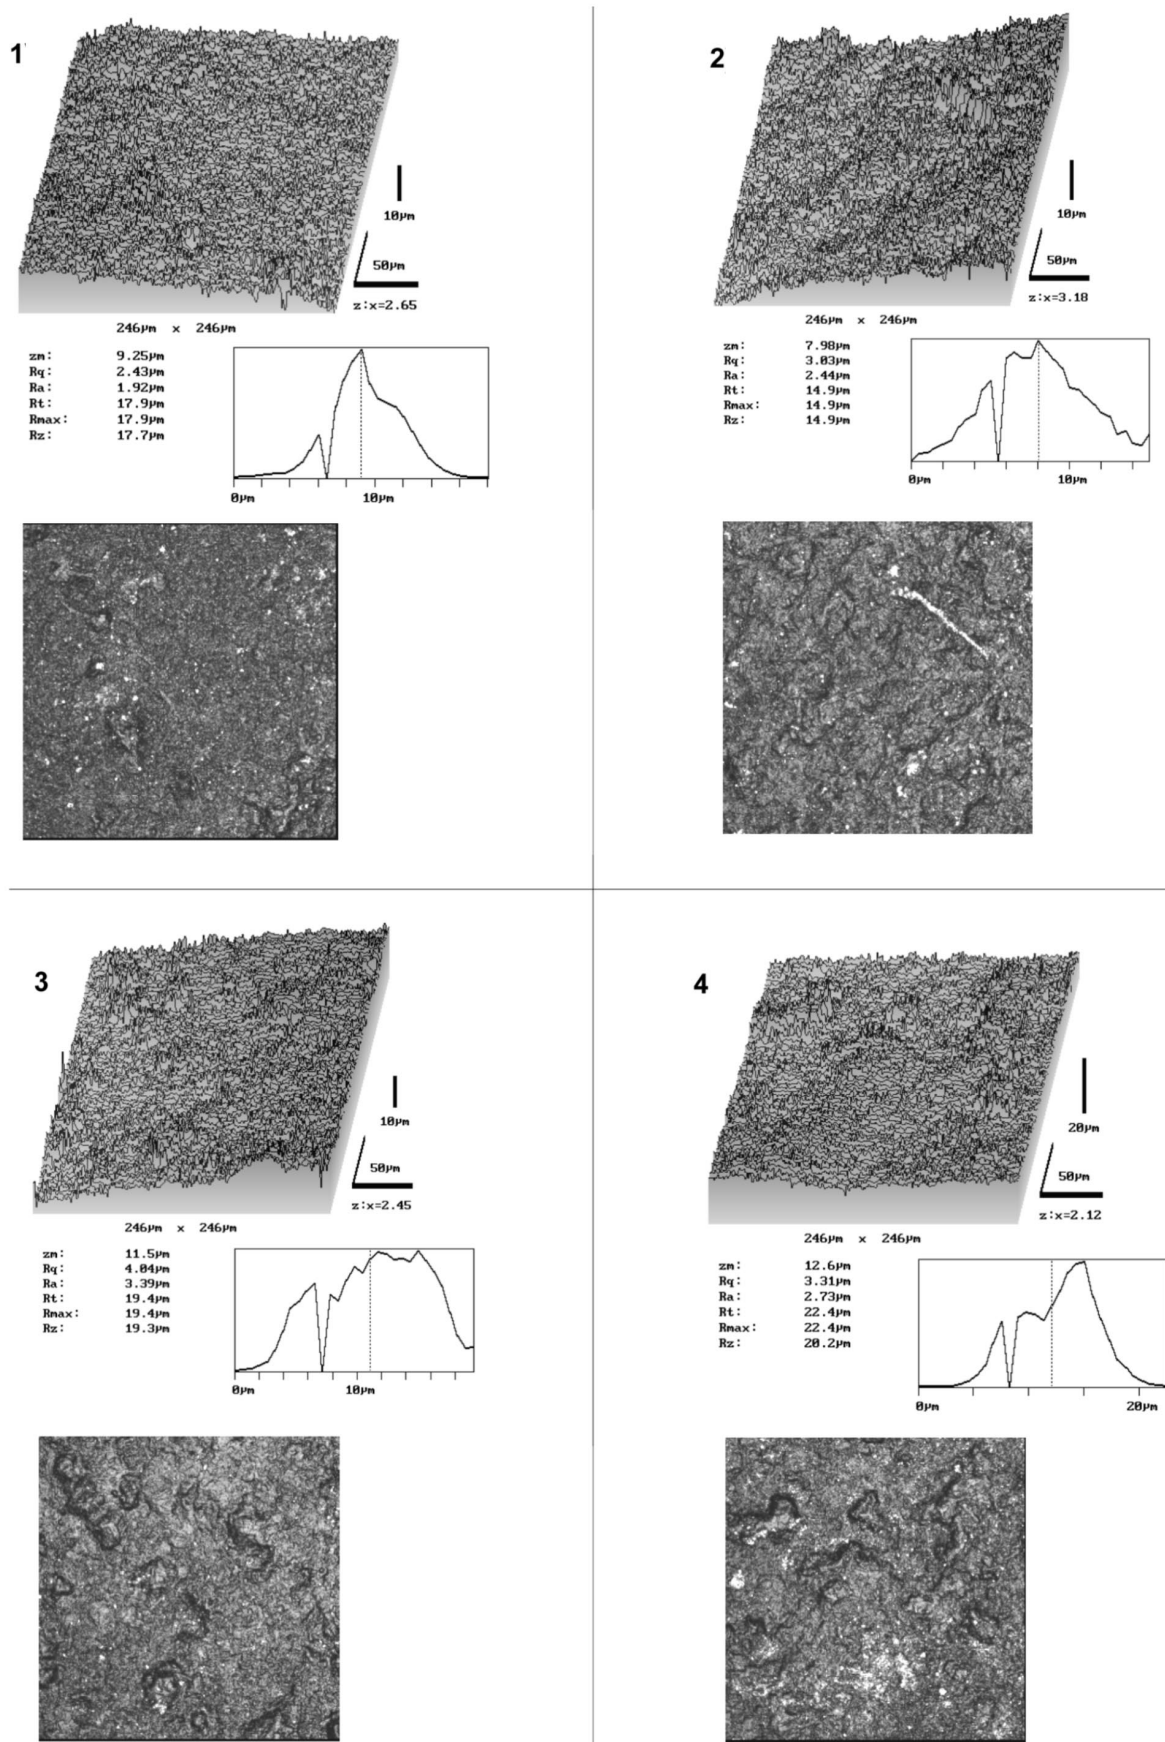 1
10µm
50µm
z:x=2.65
246µm x 246µm
zm: 9.25µm
Rq: 2.43µm
Ra: 1.92µm
Rt: 17.9µm
Rmax: 17.9µm
Rz: 17.7µm
0µm 10µm
2
10µm
50µm
z:x=3.18
246µm x 246µm
zm: 7.98µm
Rq: 3.03µm
Ra: 2.44µm
Rt: 14.9µm
Rmax: 14.9µm
Rz: 14.9µm
0µm 10µm
3
10µm
50µm
z:x=2.45
246µm x 246µm
zm: 11.5µm
Rq: 4.04µm
Ra: 3.39µm
Rt: 19.4µm
Rmax: 19.4µm
Rz: 19.3µm
0µm 10µm
4
20µm
50µm
z:x=2.12
246µm x 246µm
zm: 12.6µm
Rq: 3.31µm
Ra: 2.73µm
Rt: 22.4µm
Rmax: 22.4µm
Rz: 20.2µm
0µm 20µm